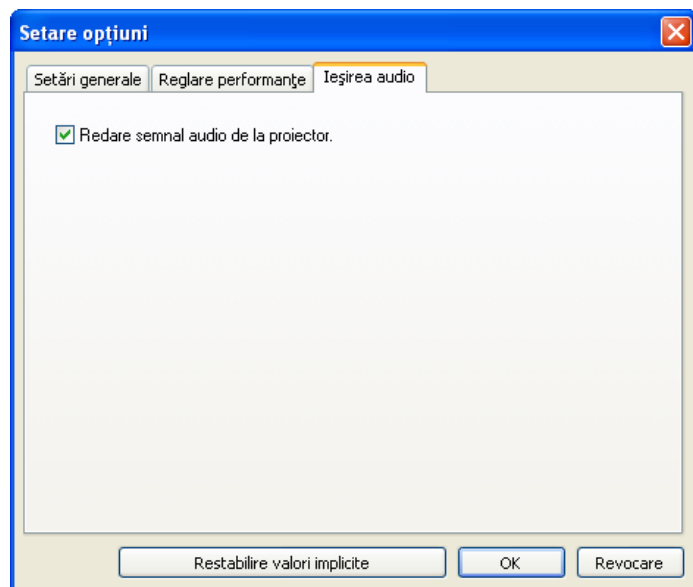 Setare opțiuni
Setări generale Reglare performanțe Ieșirea audio
Redare semnal audio de la proiector.
Restabilire valori implicite OK Revocare